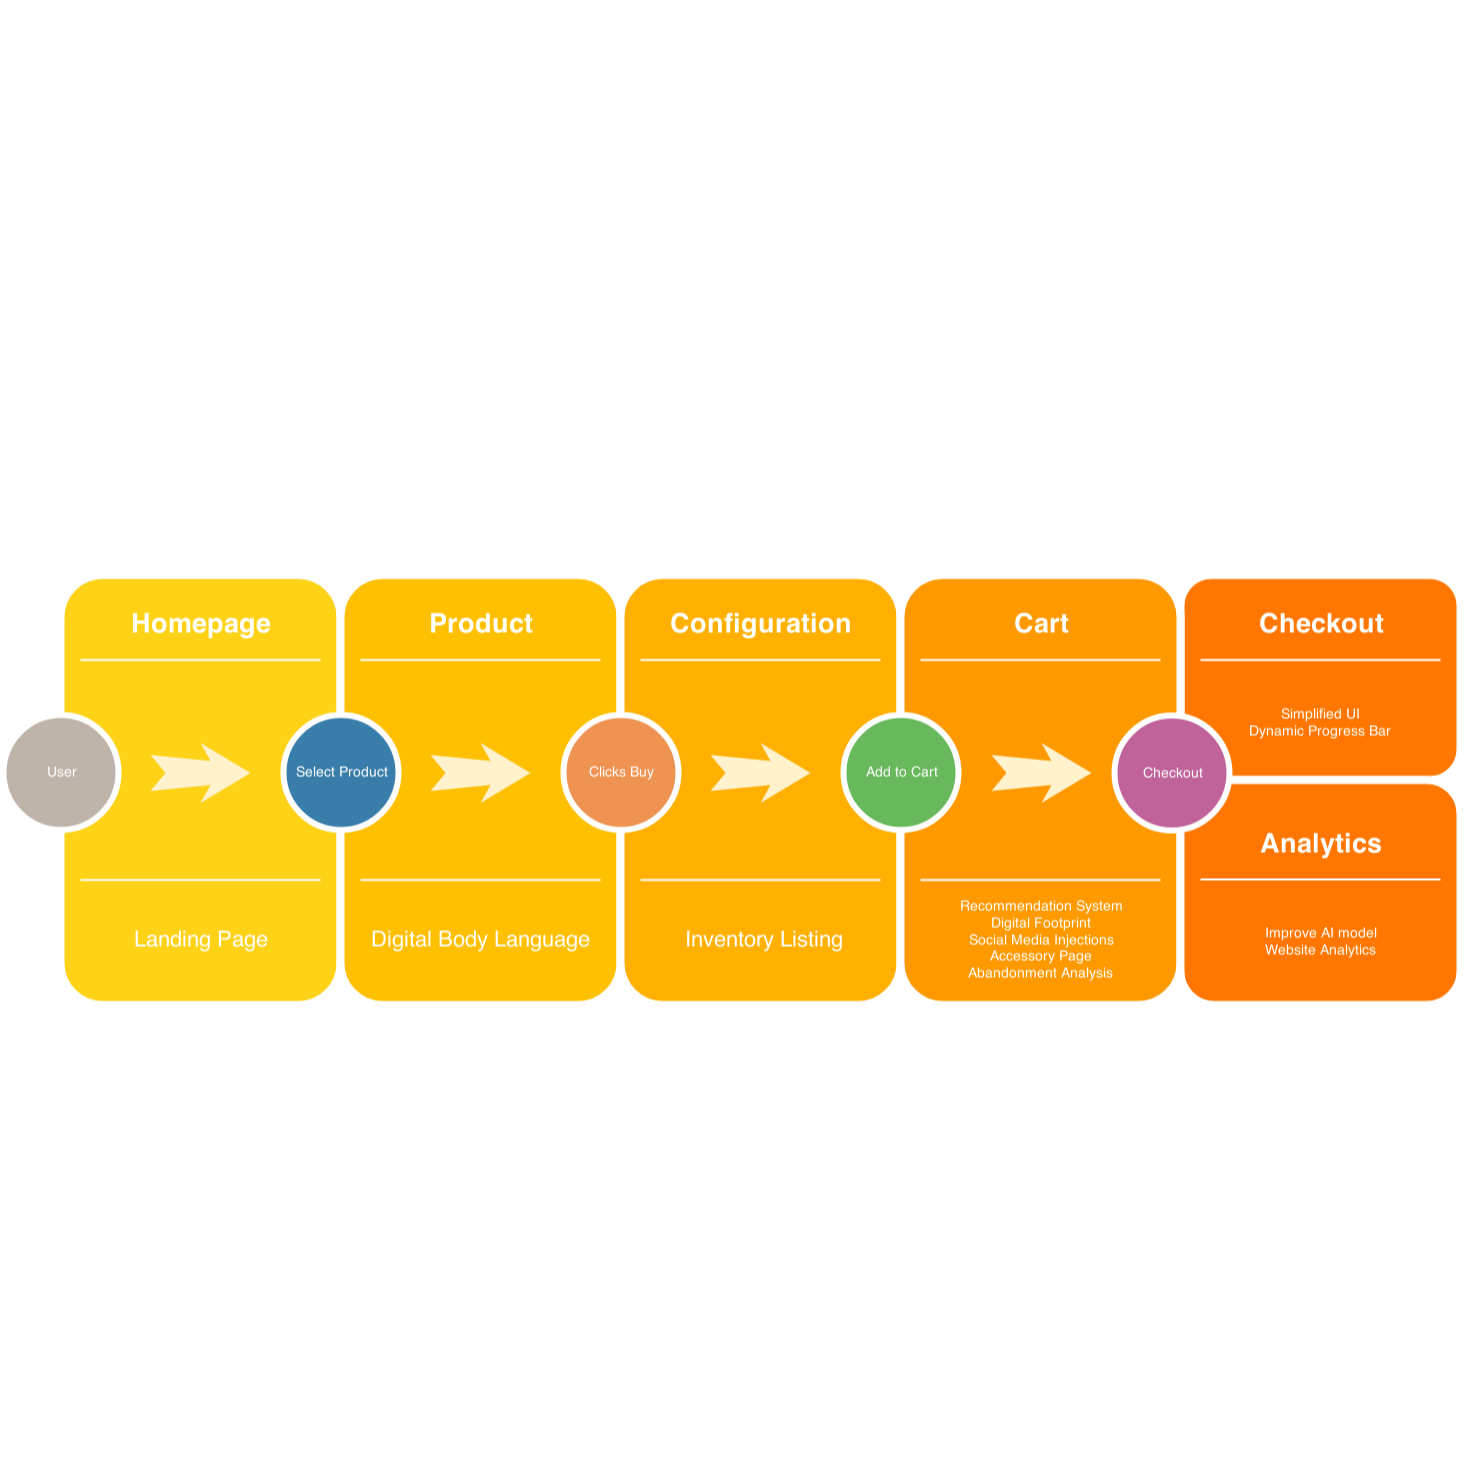 Homepage
User
Landing Page
Product
Select Product
Digital Body Language
Configuration
Clicks Buy
Inventory Listing
Cart
Add to Cart
Recommendation System
Digital Footprint
Social Media Injections
Accessory Page
Abandonment Analysis
Checkout
Checkout
Simplified UI
Dynamic Progress Bar
Analytics
Improve AI model
Website Analytics